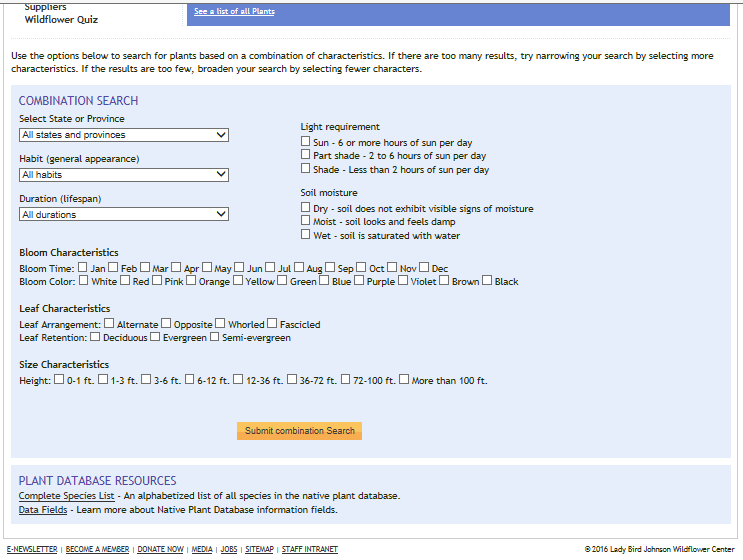 Suppliers
Wildflower Quiz
See a list of all Plants
Use the options below to search for plants based on a combination of characteristics. If there are too many results, try narrowing your search by selecting more
characteristics. If the results are too few, broaden your search by selecting fewer characters.
COMBINATION SEARCH
Select State or Province
All states and provinces
Habit (general appearance)
All habits
Duration (lifespan)
All durations
Light requirement
Sun - 6 or more hours of sun per day
Part shade - 2 to 6 hours of sun per day
Shade - Less than 2 hours of sun per day
Soil moisture
Dry - soil does not exhibit visible signs of moisture
Moist - soil looks and feels damp
Wet - soil is saturated with water
Bloom Characteristics
Bloom Time: Jan Feb Mar Apr May Jun Jul Aug Sep Oct Nov Dec
Bloom Color: White Red Pink Orange Yellow Green Blue Purple Violet Brown Black
Leaf Characteristics
Leaf Arrangement: Alternate Opposite Whorled Fascicled
Leaf Retention: Deciduous Evergreen Semi-evergreen
Size Characteristics
Height: 0-1 ft. 1-3 ft. 3-6 ft. 6-12 ft. 12-36 ft. 36-72 ft. 72-100 ft. More than 100 ft.
Submit combination Search
PLANT DATABASE RESOURCES
Complete Species List - An alphabetized list of all species in the native plant database.
Data Fields - Learn more about Native Plant Database information fields.
E-NEWSLETTER | BECOME A MEMBER | DONATE NOW | MEDIA | JOBS | SITEMAP | STAFF INTRANET
© 2016 Lady Bird Johnson Wildflower Center